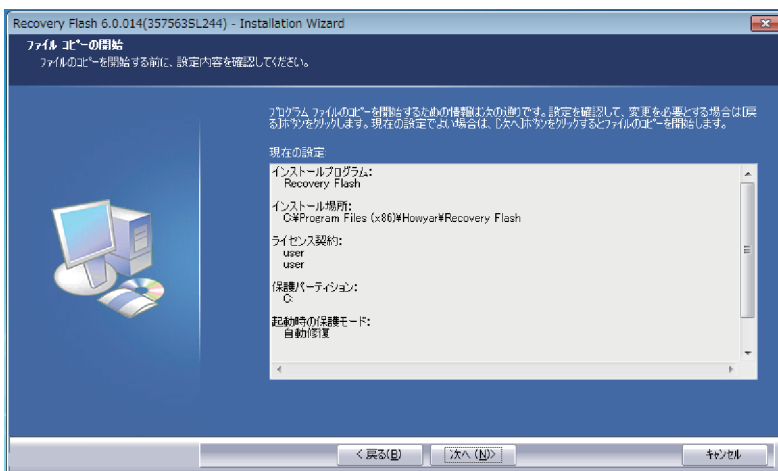 Recovery Flash 6.0.014(357563SL244) - Installation Wizard
ファイル コピーの開始
ファイルのコピーを開始する前に、設定内容を確認してください。
プログラム ファイルのコピーを開始するための情報は次の通りです。設定を確認して、変更を必要とする場合は[戻
る]ボタンをクリックします。現在の設定でよい場合は、[次へ]ボタンをクリックするとファイルのコピーを開始します。
現在の設定:
インストールプログラム:
Recovery Flash
インストール場所:
C:¥Program Files (x86)¥Howyar¥Recovery Flash
ライセンス契約:
user
user
保護パーティション:
C:
起動時の保護モード:
自動修復
< 戻る(B)
次へ (N)>
キャンセル